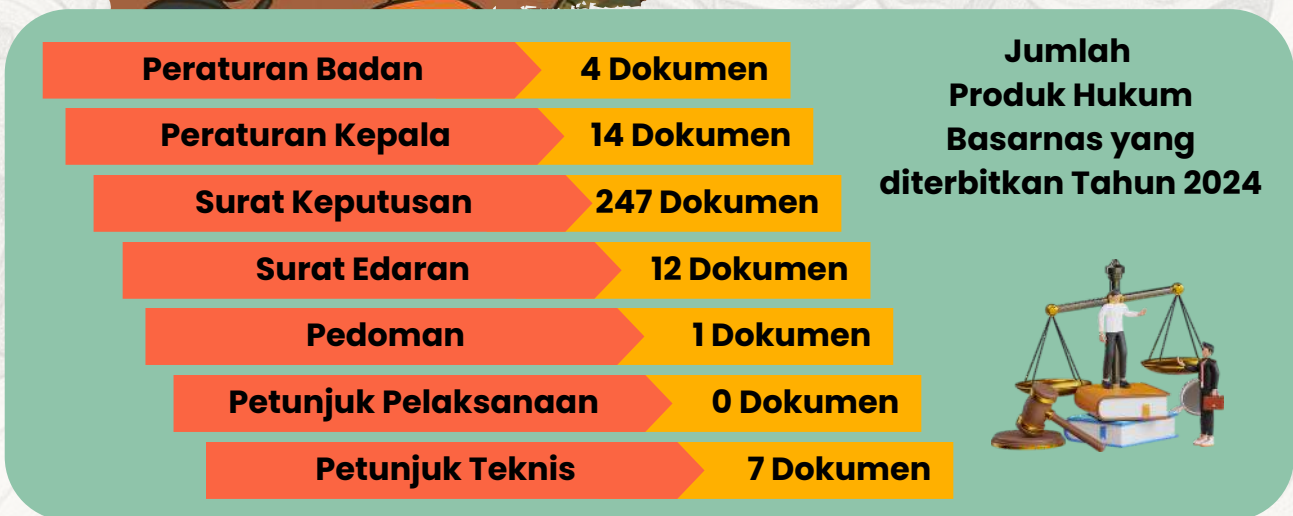 Peraturan Badan 4 Dokumen
Peraturan Kepala 14 Dokumen
Surat Keputusan 247 Dokumen
Surat Edaran 12 Dokumen
Pedoman 1 Dokumen
Petunjuk Pelaksanaan 0 Dokumen
Petunjuk Teknis 7 Dokumen
Jumlah
Produk Hukum
Basarnas yang
diterbitkan Tahun 2024